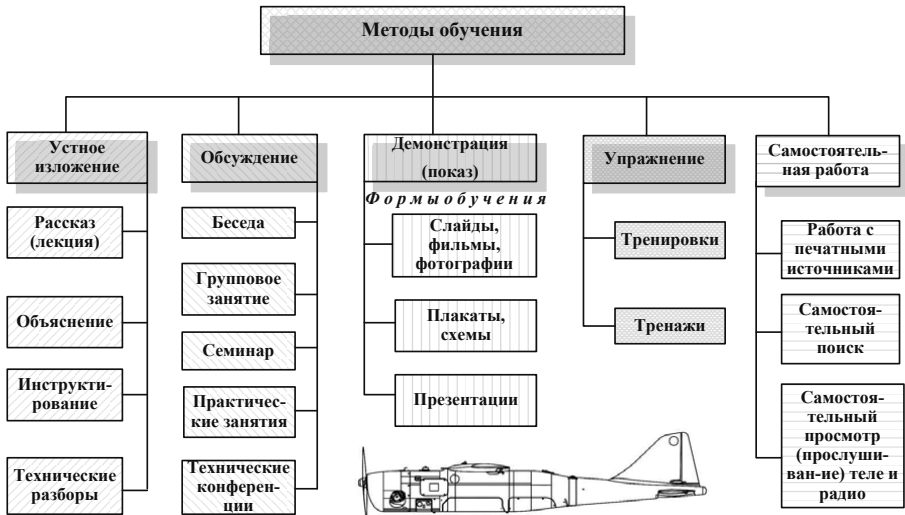 Методы обучения
Устное
изложение
Обсуждение
Демонстрация
(показ)
Упражнение
Самостоятель-
ная работа
Формы обучения
Рассказ
(лекция)
Объяснение
Инструкти-
рование
Технические
разборы
Беседа
Групповое
занятие
Семинар
Практичес-
кие занятия
Технические
конферен-
ции
Слайды,
фильмы,
фотографии
Плакаты,
схемы
Презентации
Тренировки
Тренажи
Работа с
печатными
источниками
Самостоя-
тельный
поиск
Самостоя-
тельный
просмотр
(прослуши-
ван-ие) теле и
радио